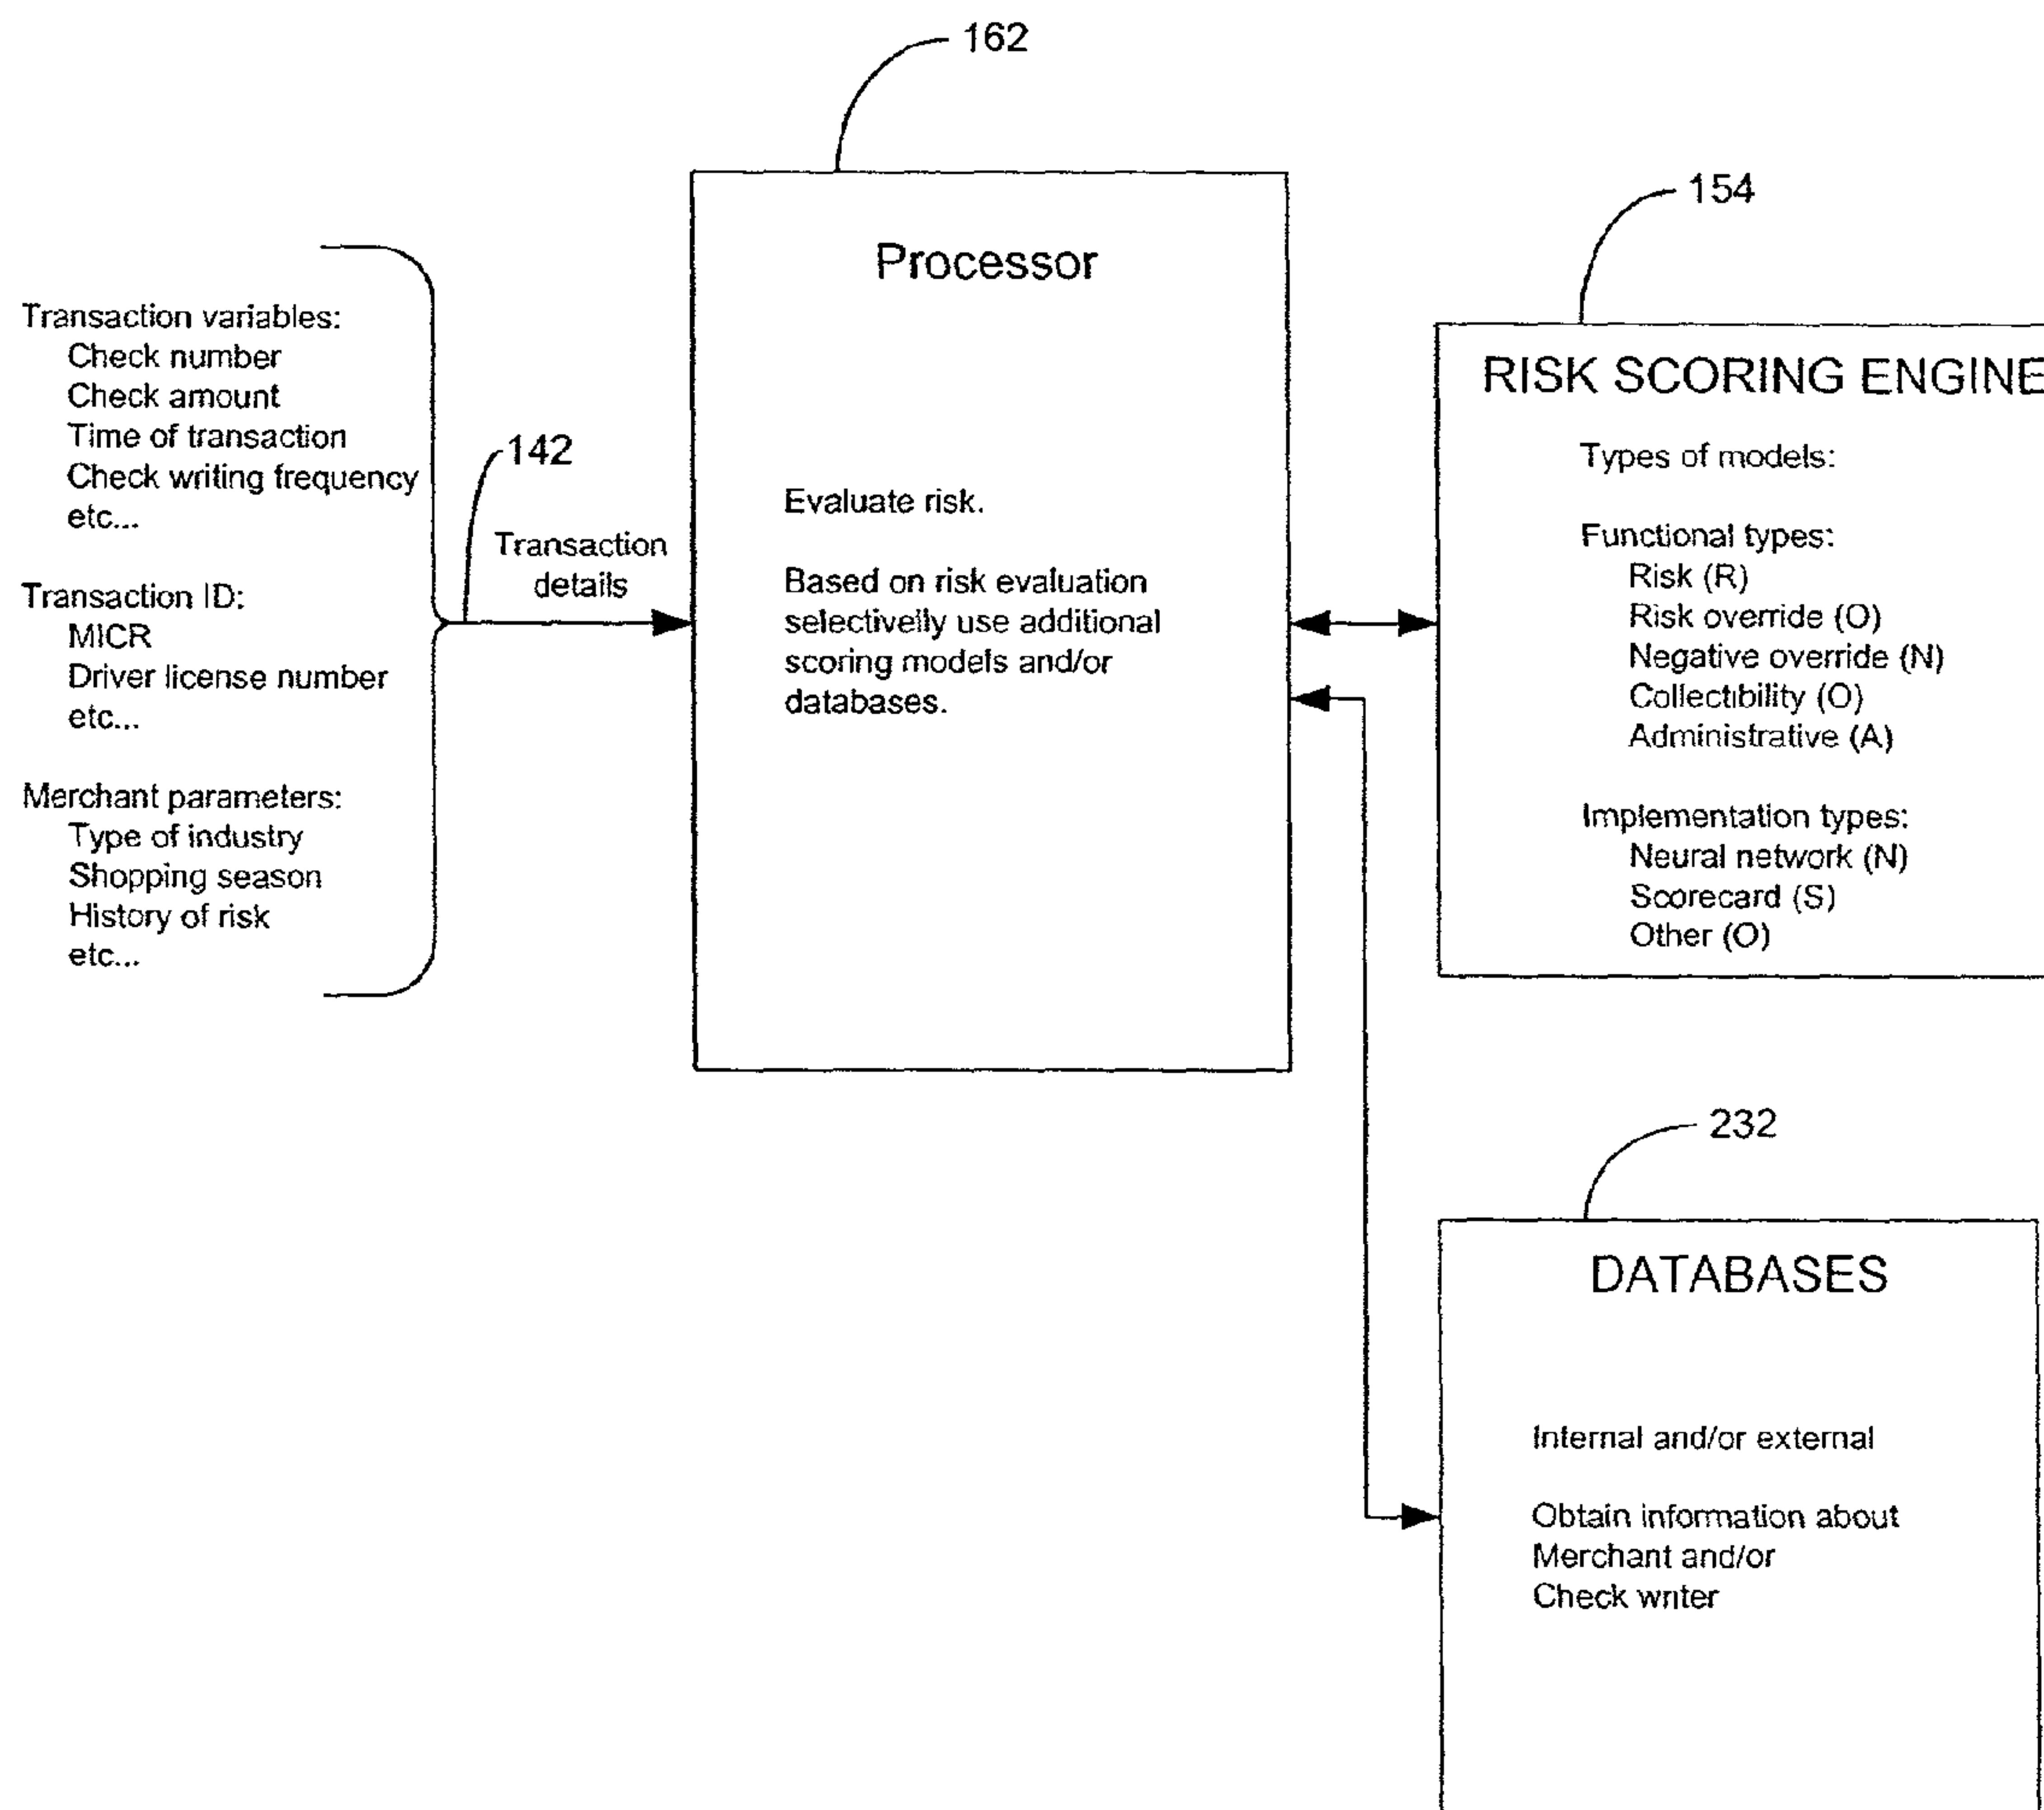 162
154
Processor
Transaction variables:
Check number
Check amount
Time of transaction
Check writing frequency
etc...
142
Transaction
details
Transaction ID:
MICR
Driver license number
etc...
Merchant parameters:
Type of industry
Shopping season
History of risk
etc...
Evaluate risk.
Based on risk evaluation
selectivelly use additional
scoring models and/or
databases.
RISK SCORING ENGINE
Types of models:
Functional types:
Risk (R)
Risk override (O)
Negative override (N)
Collectibility (O)
Administrative (A)
Implementation types:
Neural network (N)
Scorecard (S)
Other (O)
232
DATABASES
Internal and/or external
Obtain information about
Merchant and/or
Check writer